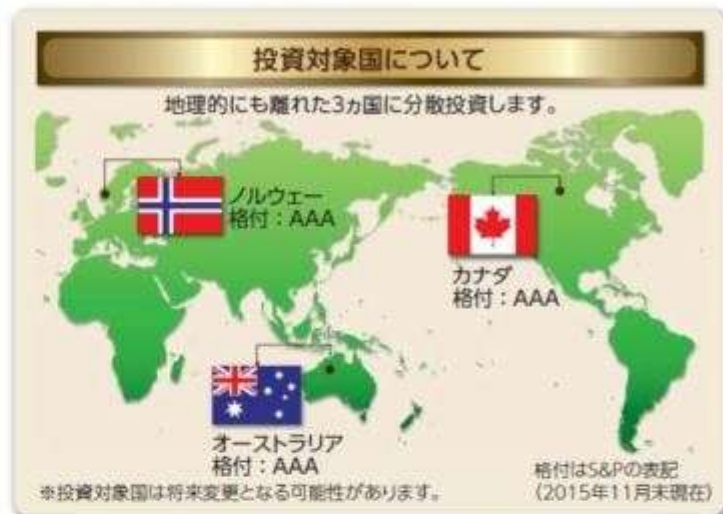 投資対象国について
地理的にも離れた3ヵ国に分散投資します。
ノルウェー
格付：AAA
カナダ
格付：AAA
オーストラリア
格付：AAA
格付はS&Pの表記
（2015年11月末現在）
※投資対象国は将来変更となる可能性があります。